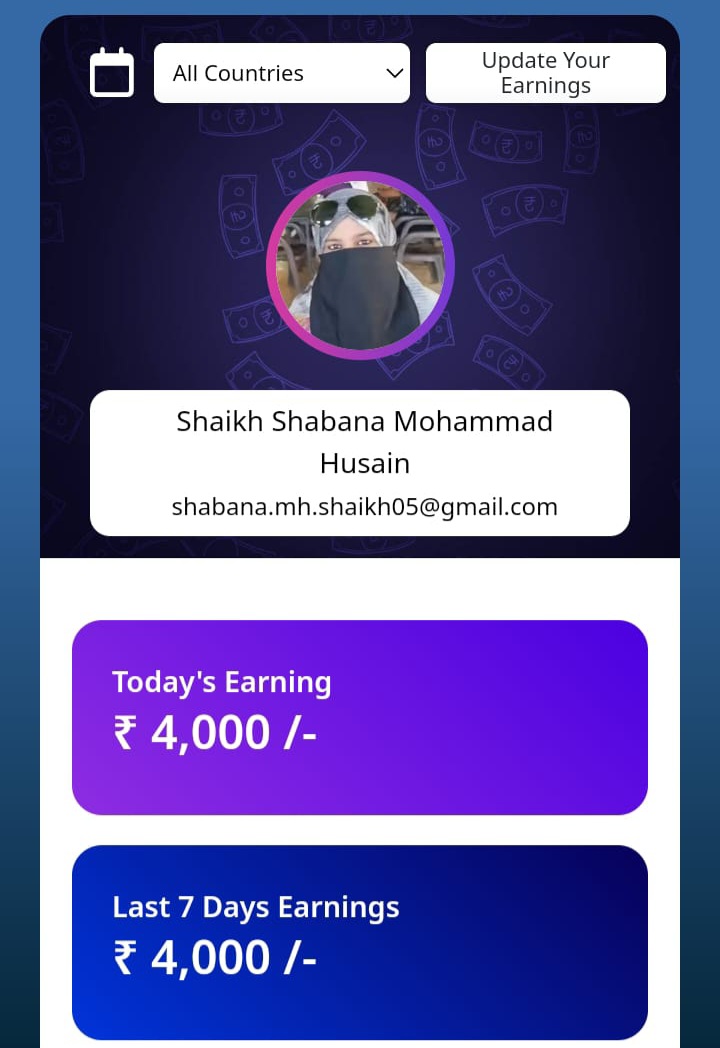 All Countries
Update Your
Earnings
Shaikh Shabana Mohammad
Husain
shabana.mh.shaikh05@gmail.com
Today's Earning
₹ 4,000 /-
Last 7 Days Earnings
₹ 4,000 /-